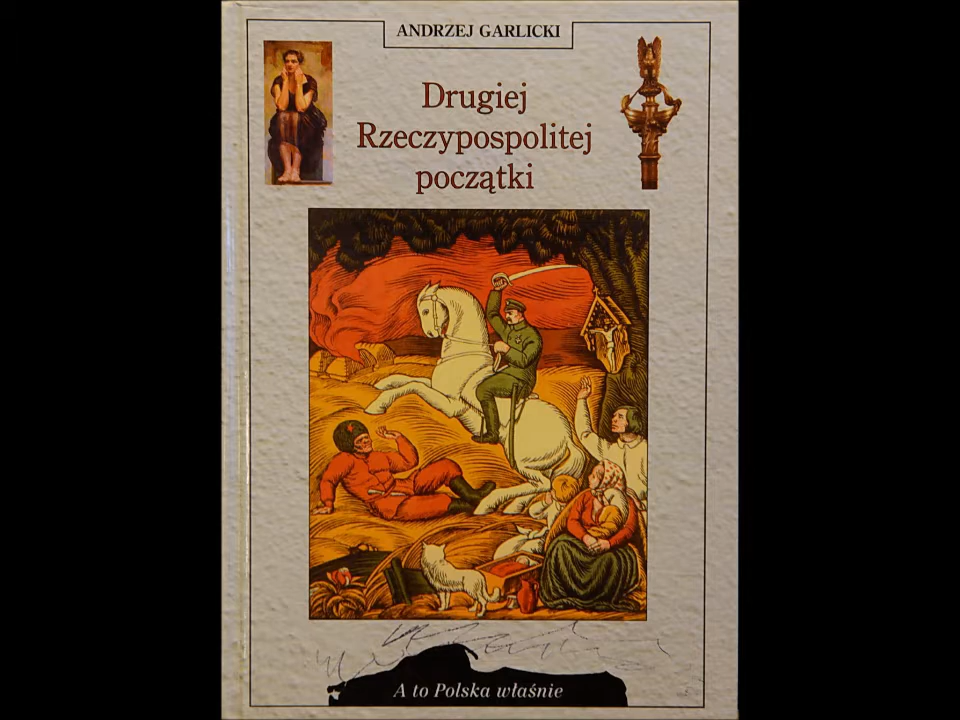 ANDRZEJ GARLICKI
Drugiej
Rzeczypospolitej
początki
A to Polska właśnie